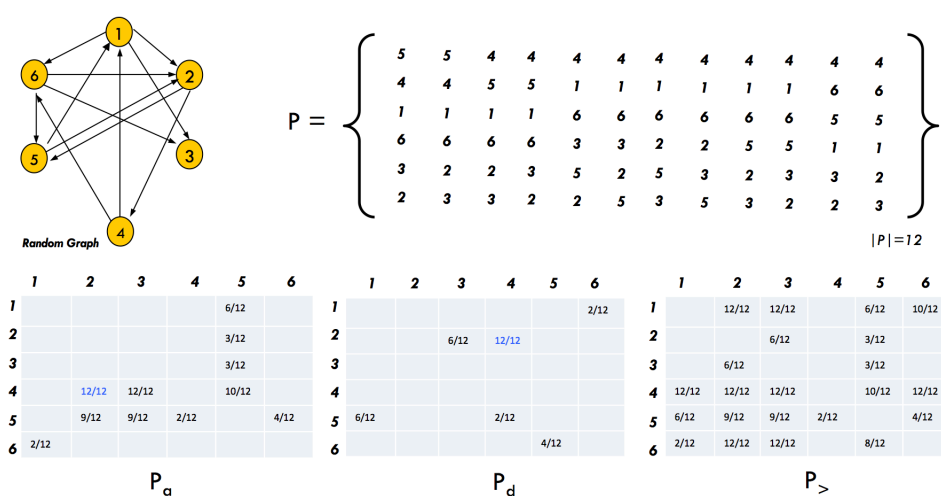 1
6
2
5
3
4
Random Graph
P =
5 5 4 4 4 4 4 4 4 4 4 4
4 4 5 5 1 1 1 1 1 1 6 6
1 1 1 1 6 6 6 6 6 6 5 5
6 6 6 6 3 3 2 2 5 5 1 1
3 2 2 3 5 2 5 3 2 3 3 2
2 3 3 2 2 5 3 5 3 2 2 3
|P|=12
1 2 3 4 5 6
1 6/12
2 3/12
3 3/12
4 12/12 12/12 10/12
5 9/12 9/12 2/12 4/12
6 2/12
Pa
1 2 3 4 5 6
1 2/12
2 6/12 12/12
3
4
5 6/12 2/12
6 4/12
Pd
1 2 3 4 5 6
1 12/12 12/12 6/12 10/12
2 6/12 3/12
3 6/12 3/12
4 12/12 12/12 12/12 10/12 12/12
5 6/12 9/12 9/12 2/12 4/12
6 2/12 12/12 12/12 8/12
P>